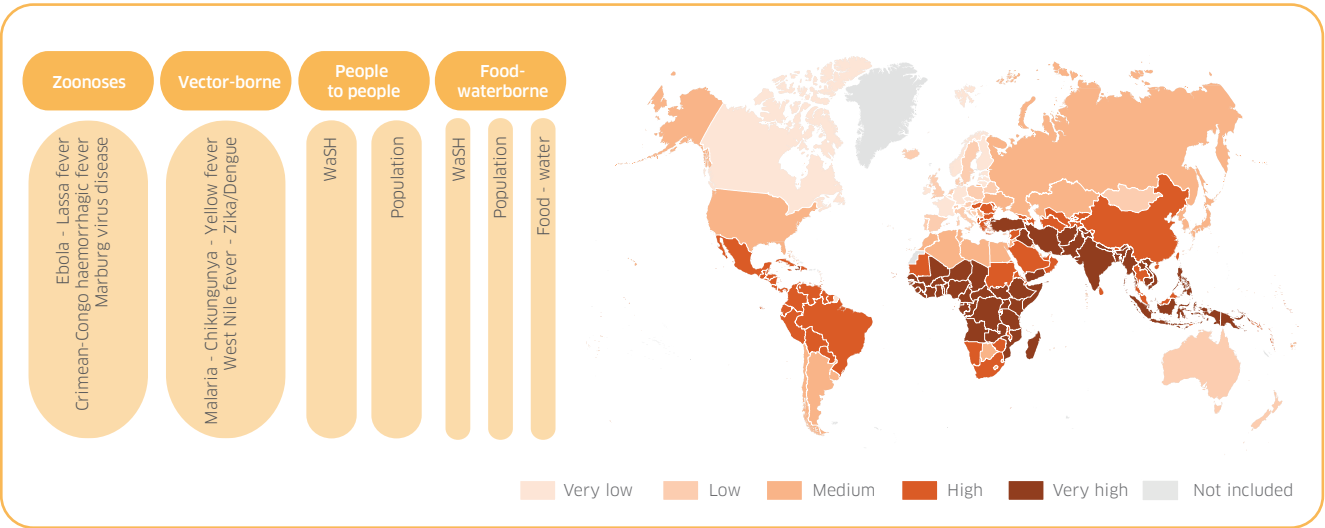 Zoonoses
Vector-borne
People
to people
Food-
waterborne
Ebola - Lassa fever
Crimean-Congo haemorrhagic fever
Marburg virus disease
Malaria - Chikungunya - Yellow fever
West Nile fever - Zika/Dengue
WaSH
Population
WaSH
Population
Food - water
Very low
Low
Medium
High
Very high
Not included